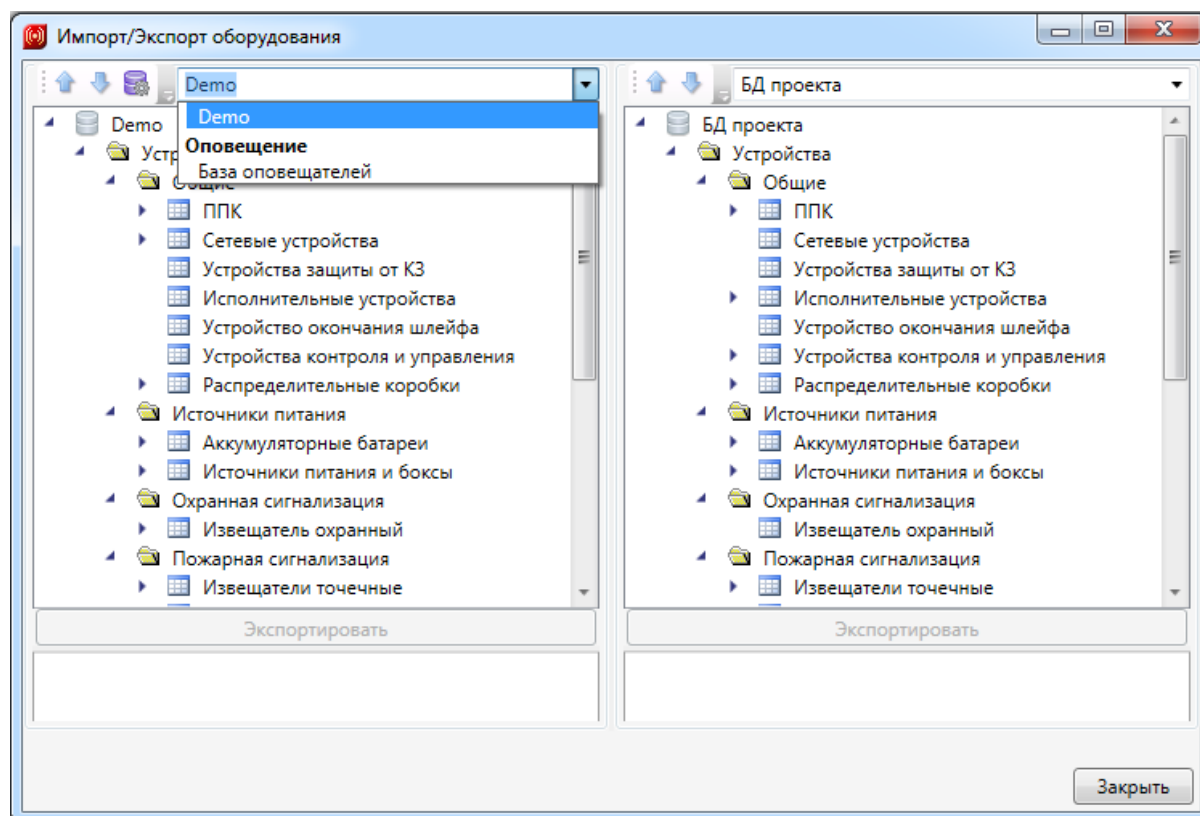 Импорт/Экспорт оборудования
Demo
Demo
Оповещение
База оповещателей
Demo
ППК
Сетевые устройства
Устройства защиты от КЗ
Исполнительные устройства
Устройство окончания шлейфа
Устройства контроля и управления
Распределительные коробки
Источники питания
Аккумуляторные батареи
Источники питания и боксы
Охранная сигнализация
Извещатель охранный
Пожарная сигнализация
Извещатели точечные
Экспортировать
БД проекта
БД проекта
Устройства
Общие
ППК
Сетевые устройства
Устройства защиты от КЗ
Исполнительные устройства
Устройство окончания шлейфа
Устройства контроля и управления
Распределительные коробки
Источники питания
Аккумуляторные батареи
Источники питания и боксы
Охранная сигнализация
Извещатель охранный
Пожарная сигнализация
Извещатели точечные
Экспортировать
Закрыть